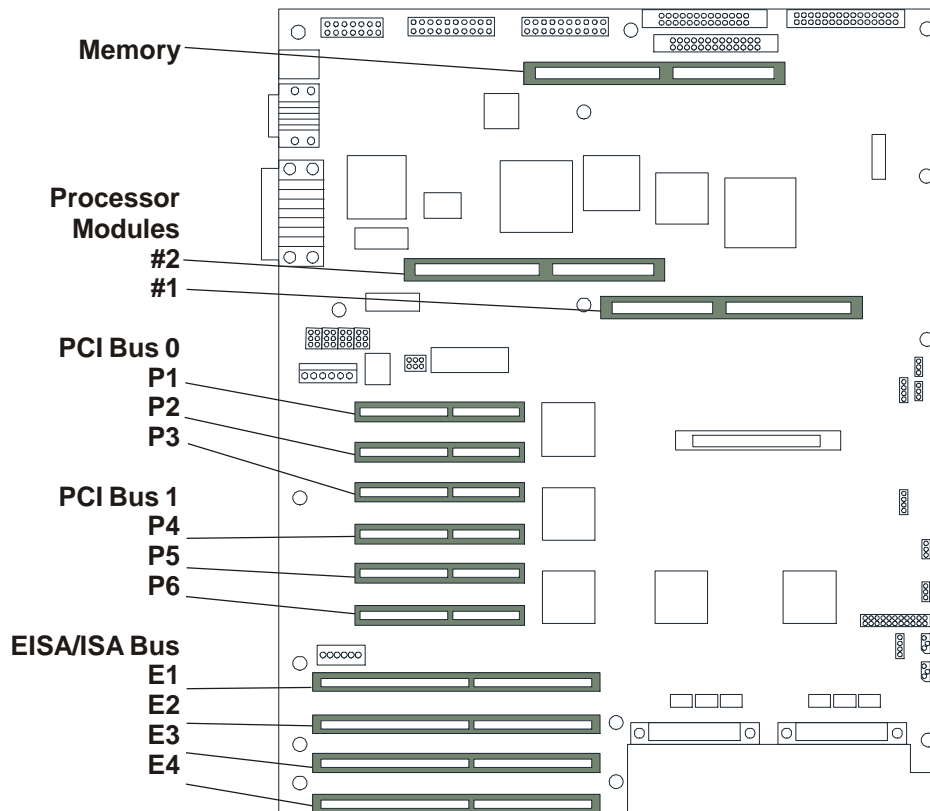 Memory
Processor
Modules
#2
#1
PCI Bus 0
P1
P2
P3
PCI Bus 1
P4
P5
P6
EISA/ISA Bus
E1
E2
E3
E4